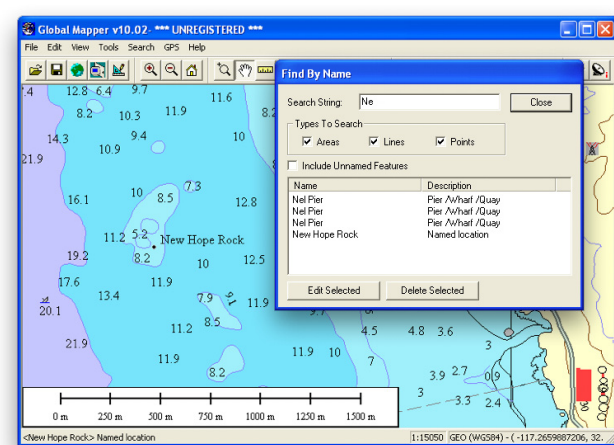 Global Mapper v10.02- *** UNREGISTERED ***
File Edit View Tools Search GPS Help
Find By Name
Search String: Ne Close
Types To Search
Areas Lines Points
Include Unnamed Features
Name Description
Nel Pier Pier /Wharf /Quay
Nel Pier Pier /Wharf /Quay
Nel Pier Pier /Wharf /Quay
New Hope Rock Named location
Edit Selected Delete Selected
12.8 6.4 9.7 11.6
8.2 10.3 11.9 8.2
14.3 9.4 10
10.9
21.9
16.1 10 8.5 7.3 12.8
11.2 5.2 New Hope Rock
19.2 8.2 10 12.5
17.6 13.4 11.9 7.9 9.1 11.9
20.1
11.2 8.5 4.5 4.8 3.6
21.9 11.9 11.9 10 7 3
8.2 3.9 2.7 0.9
3 3.3 2.4
0 m 250 m 500 m 750 m 1000 m 1250 m 1500 m
<New Hope Rock> Named location 1:15050 GEO (WGS84) - ( -117.2659887206, 32.